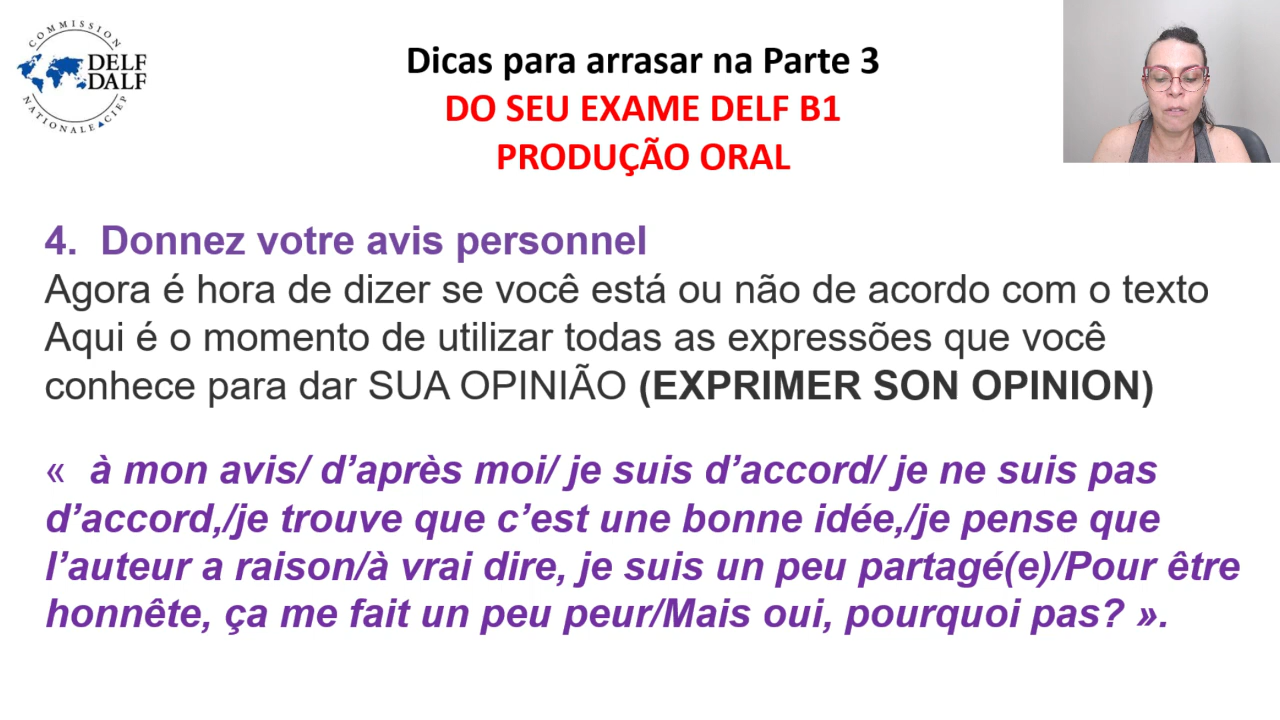 COMMISSION
DELF
DALF
NATIONALE CIEP
Dicas para arrasar na Parte 3
DO SEU EXAME DELF B1
PRODUÇÃO ORAL
4. Donnez votre avis personnel
Agora é hora de dizer se você está ou não de acordo com o texto
Aqui é o momento de utilizar todas as expressões que você
conhece para dar SUA OPINIÃO (EXPRIMER SON OPINION)
« à mon avis/ d’après moi/ je suis d’accord/ je ne suis pas
d’accord,/je trouve que c’est une bonne idée,/je pense que
l’auteur a raison/à vrai dire, je suis un peu partagé(e)/Pour être
honnête, ça me fait un peu peur/Mais oui, pourquoi pas? ».